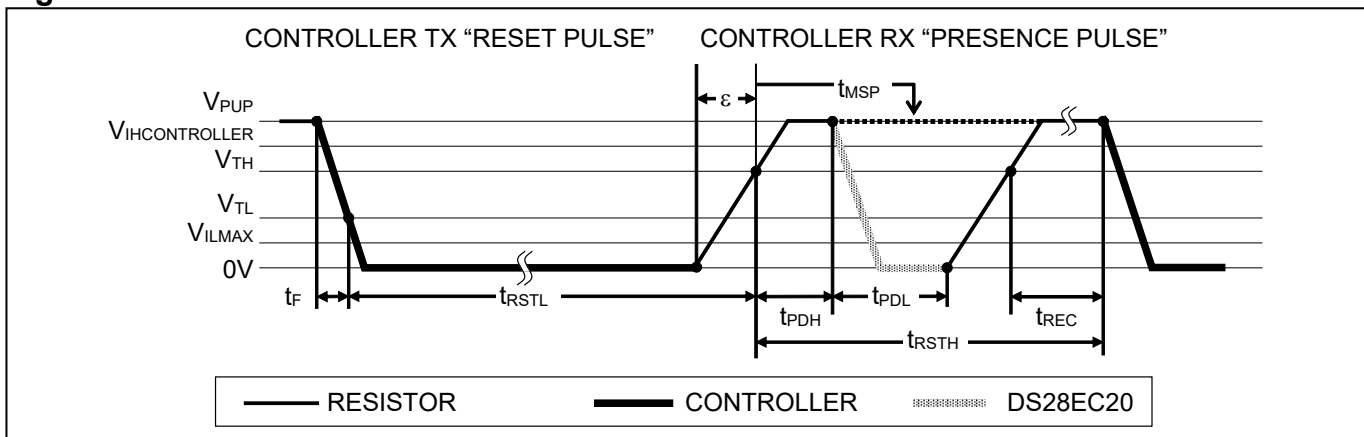 CONTROLLER TX “RESET PULSE” CONTROLLER RX “PRESENCE PULSE”
ε tMSP
VPUP
VIHCONTROLLER
VTH
VTL
VILMAX
0V
tF tRSTL tPDH tPDL tREC
tRSTH
RESISTOR CONTROLLER DS28EC20